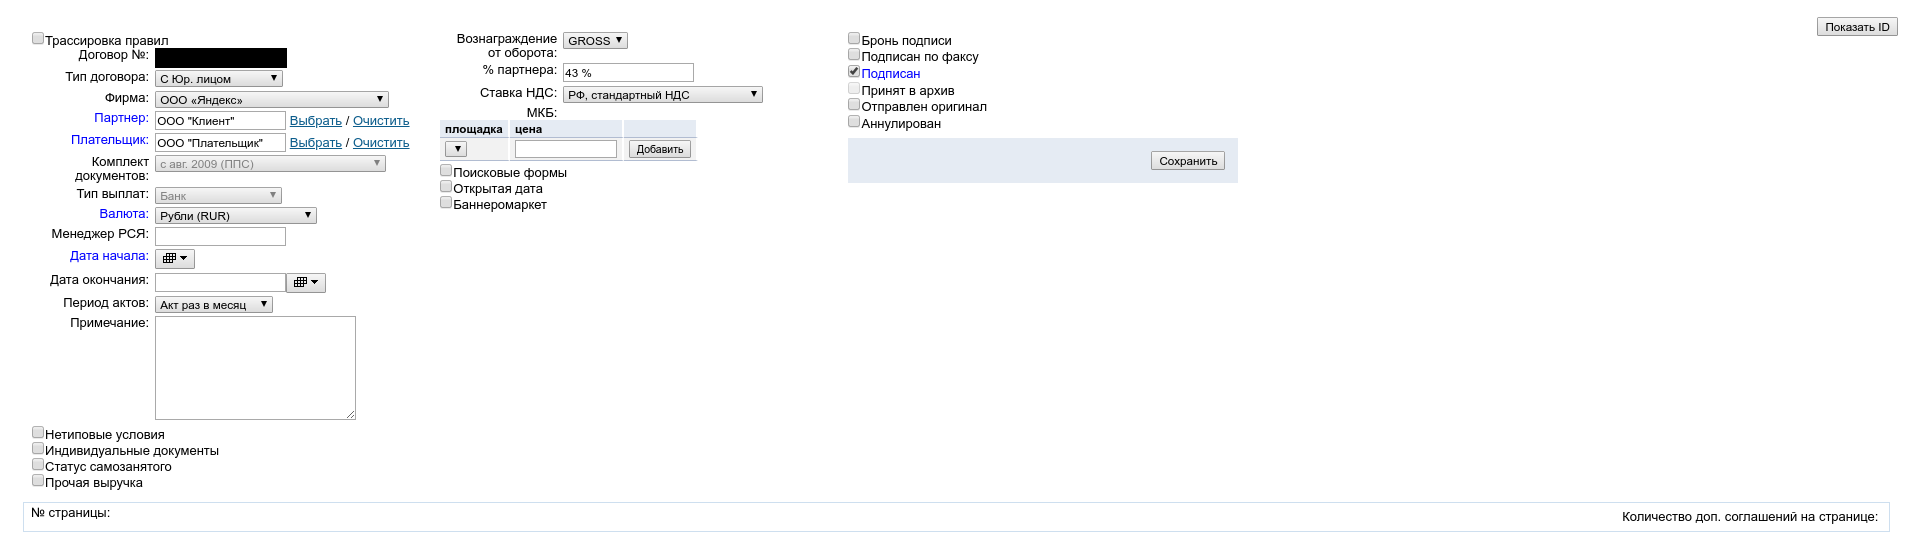 Показать ID
Трассировка правил
Договор №:
Тип договора: С Юр. лицом
Фирма: ООО «Яндекс»
Партнер: ООО "Клиент" Выбрать / Очистить
Плательщик: ООО "Плательщик" Выбрать / Очистить
Комплект
документов: с авг. 2009 (ППС)
Тип выплат: Банк
Валюта: Рубли (RUR)
Менеджер РСЯ:
Дата начала:
Дата окончания:
Период актов: Акт раз в месяц
Примечание:
Нетиповые условия
Индивидуальные документы
Статус самозанятого
Прочая выручка
Вознаграждение
от оборота: GROSS
% партнера: 43 %
Ставка НДС: РФ, стандартный НДС
МКБ:
площадка цена
Добавить
Поисковые формы
Открытая дата
Баннеромаркет
Бронь подписи
Подписан по факсу
Подписан
Принят в архив
Отправлен оригинал
Аннулирован
Сохранить
№ страницы:
Количество доп. соглашений на странице: